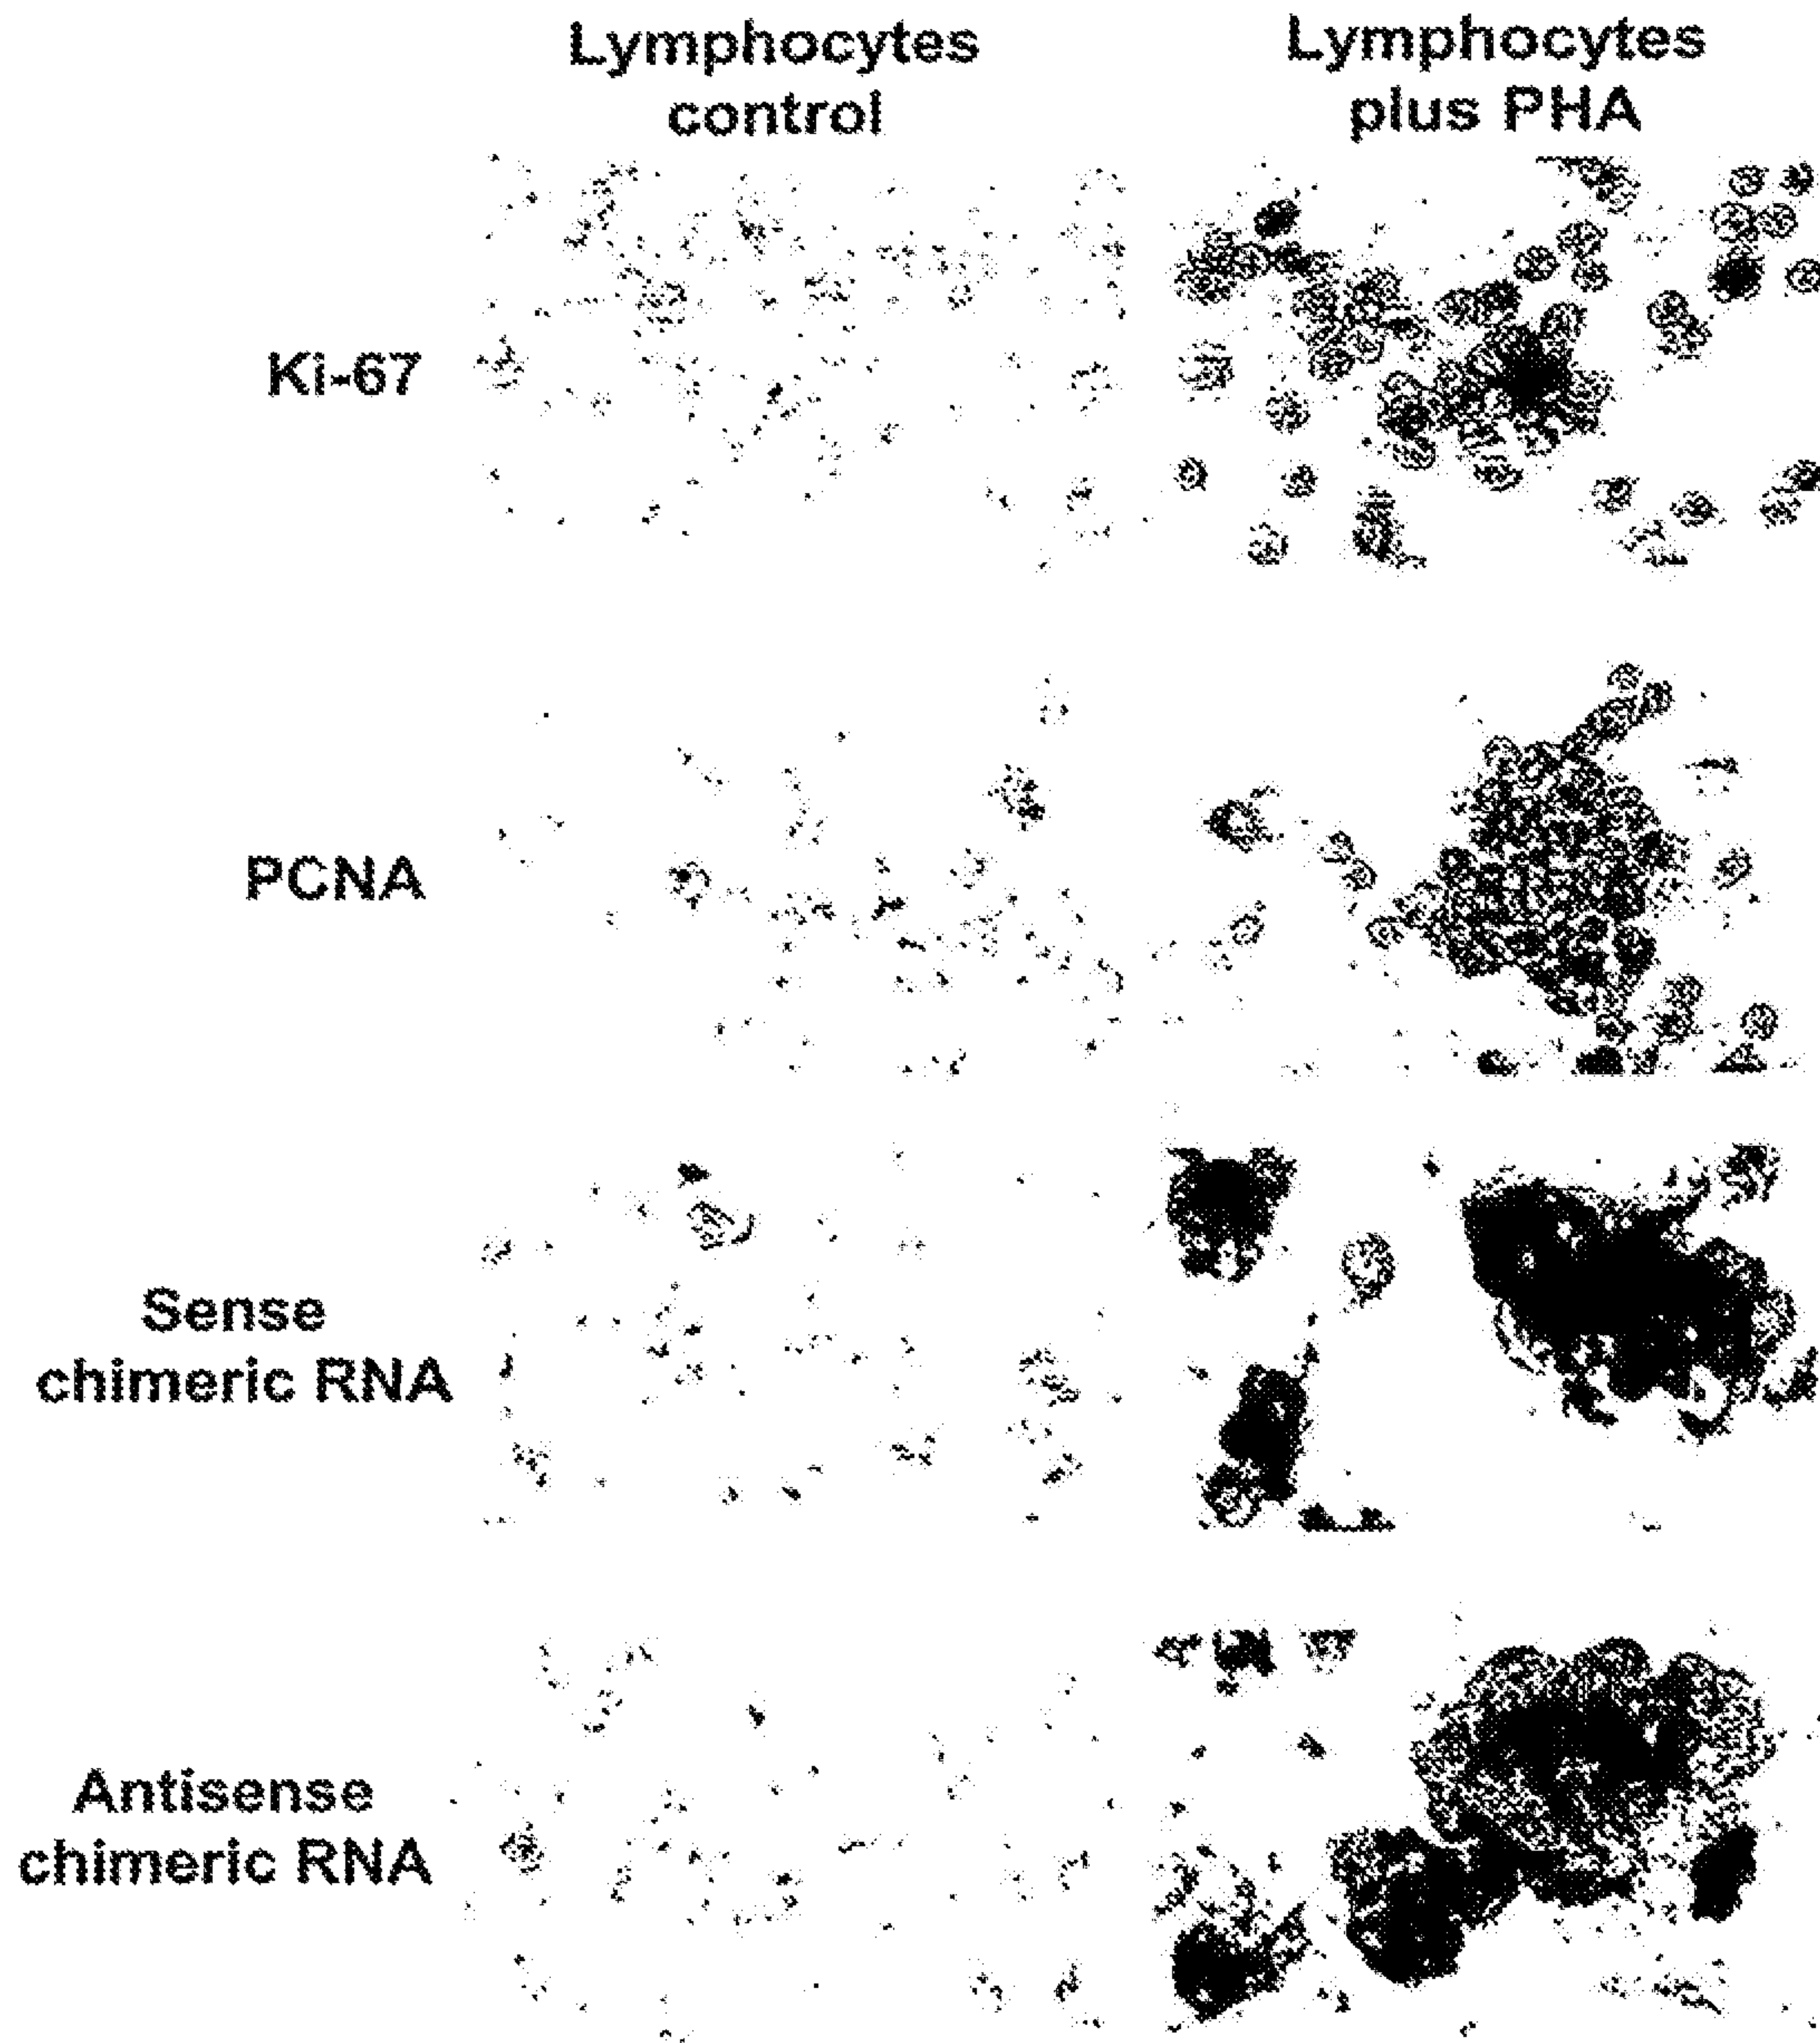 Lymphocytes
control
Lymphocytes
plus PHA
Ki-67
PCNA
Sense
chimeric RNA
Antisense
chimeric RNA